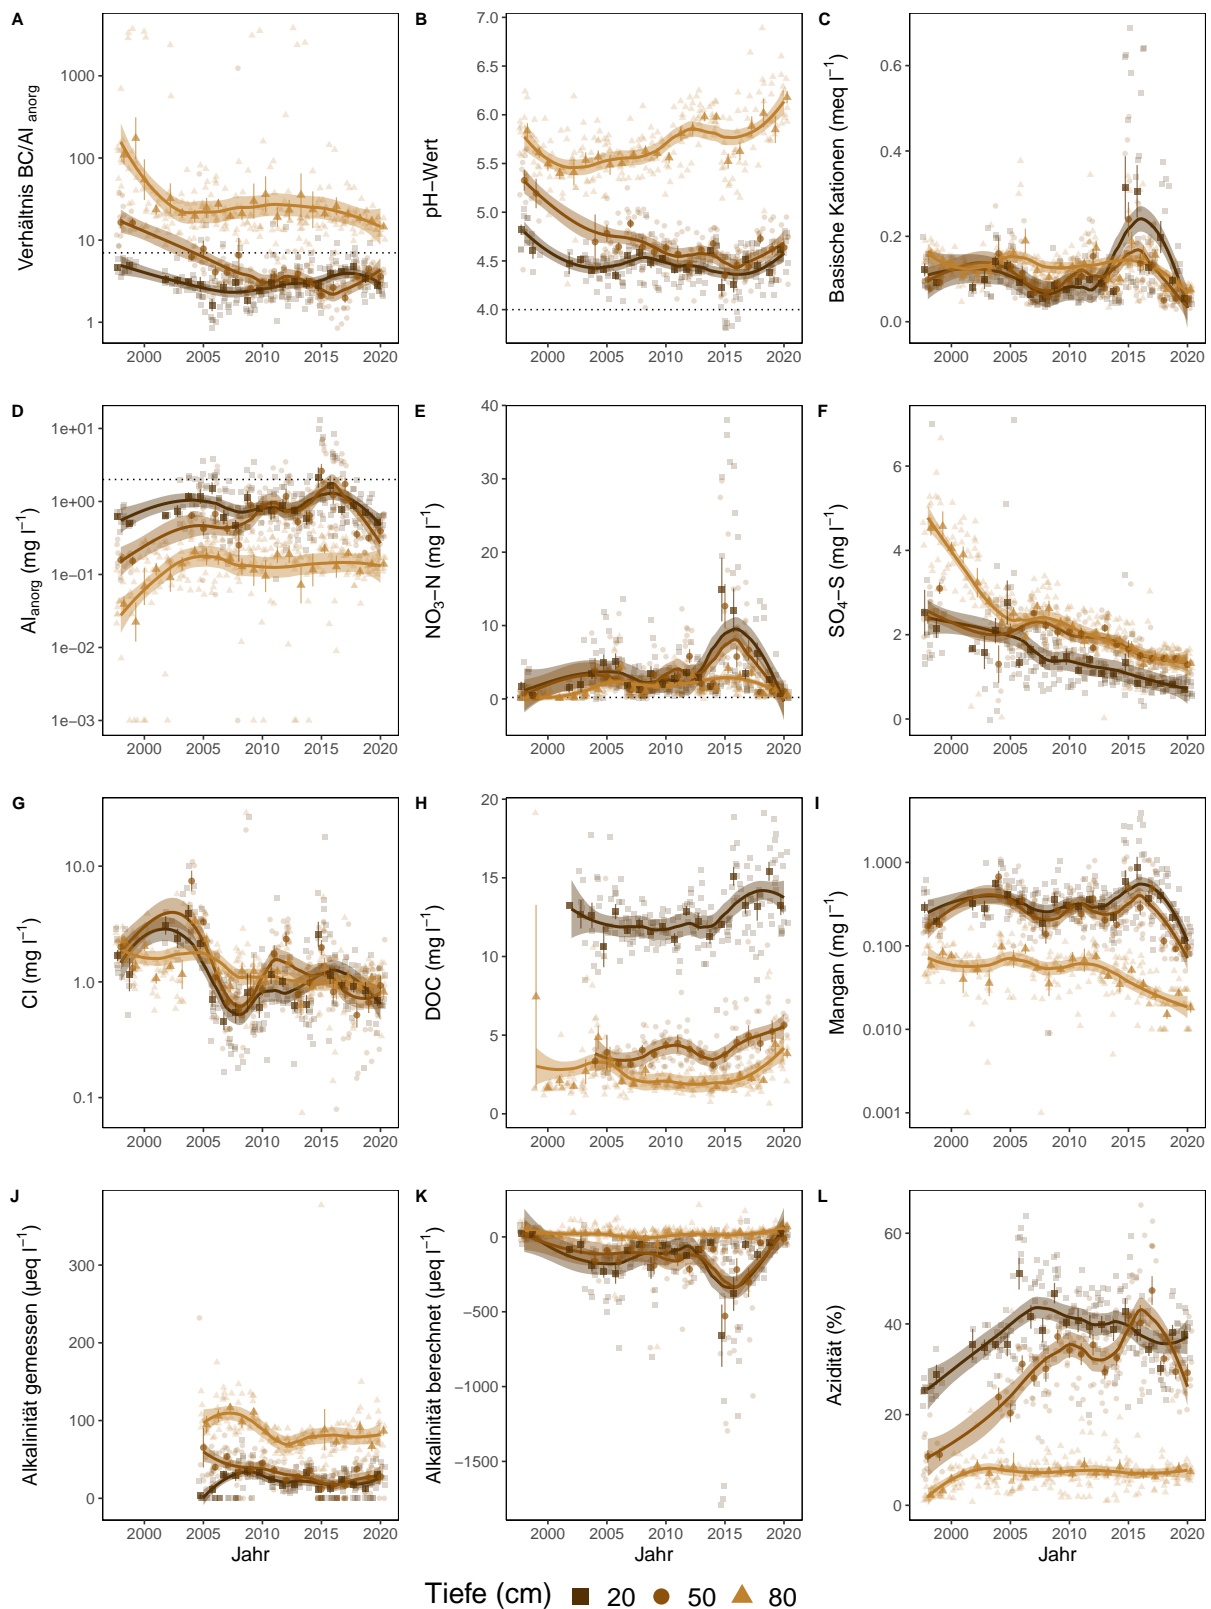 A
Verhältnis BC/Al anorg
1000
100
10
1
2000 2005 2010 2015 2020
B
pH−Wert
7.0
6.5
6.0
5.5
5.0
4.5
4.0
2000 2005 2010 2015 2020
C
Basische Kationen (meq l−1)
0.6
0.4
0.2
0.0
2000 2005 2010 2015 2020
D
Alanorg (mg l−1)
1e+01
1e+00
1e−01
1e−02
1e−03
2000 2005 2010 2015 2020
E
NO3−N (mg l−1)
40
30
20
10
0
2000 2005 2010 2015 2020
F
SO4−S (mg l−1)
6
4
2
0
2000 2005 2010 2015 2020
G
Cl (mg l−1)
10.0
1.0
0.1
2000 2005 2010 2015 2020
H
DOC (mg l−1)
20
15
10
5
0
2000 2005 2010 2015 2020
I
Mangan (mg l−1)
1.000
0.100
0.010
0.001
2000 2005 2010 2015 2020
J
Alkalinität gemessen (µeq l−1)
300
200
100
0
2000 2005 2010 2015 2020
Jahr
K
Alkalinität berechnet (µeq l−1)
0
−500
−1000
−1500
2000 2005 2010 2015 2020
Jahr
L
Azidität (%)
60
40
20
0
2000 2005 2010 2015 2020
Jahr
Tiefe (cm) 20 50 80